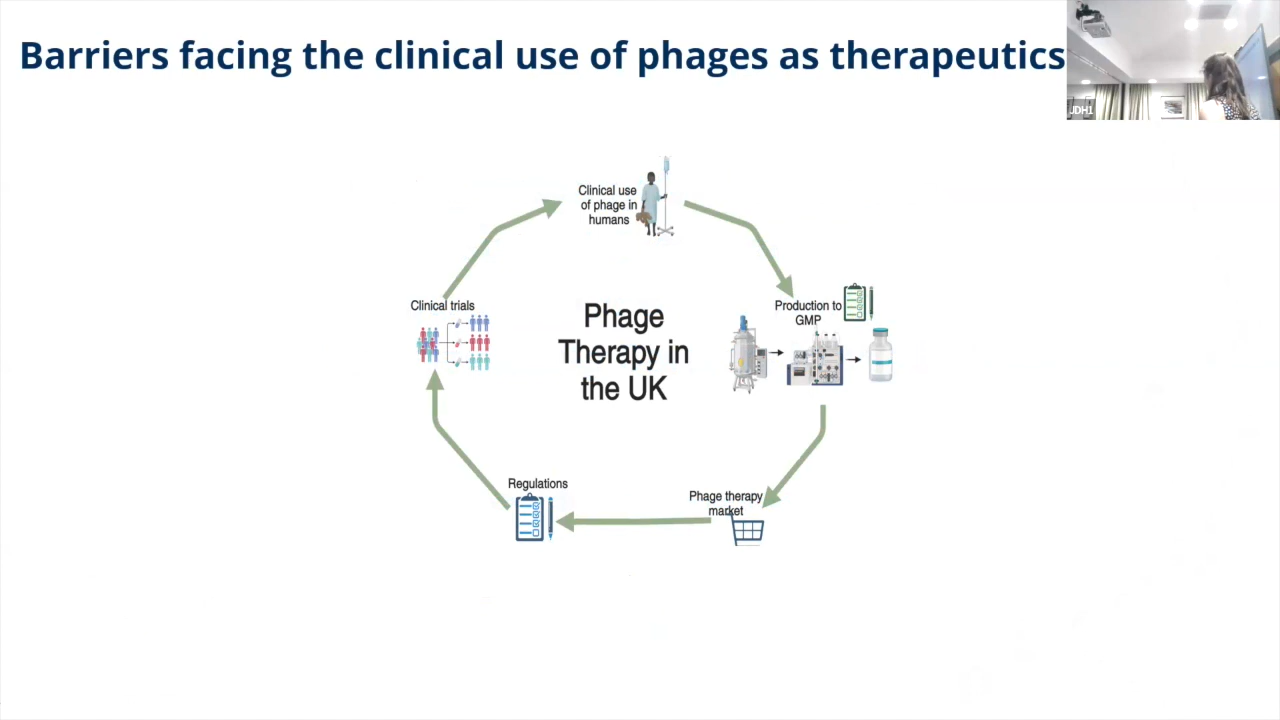 Barriers facing the clinical use of phages as therapeutics
JDH1
Clinical use
of phage in
humans
Clinical trials
Production to
GMP
Phage
Therapy in
the UK
Regulations
Phage therapy
market